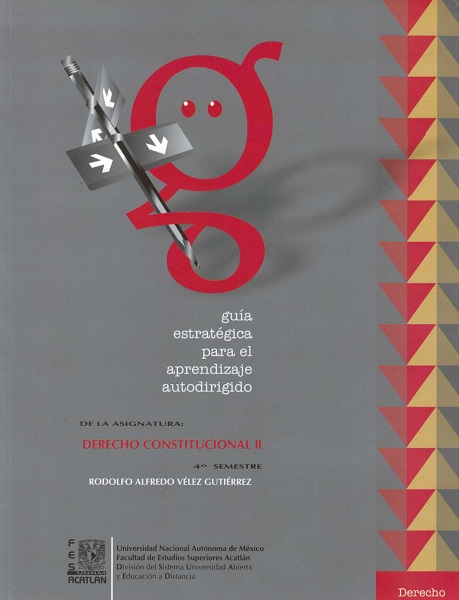 g
guía
estratégica
para el
aprendizaje
autodirigido
DE LA ASIGNATURA:
DERECHO CONSTITUCIONAL II
4º SEMESTRE
RODOLFO ALFREDO VÉLEZ GUTIÉRREZ
FES
UNAM
ACATLÁN
Universidad Nacional Autónoma de México
Facultad de Estudios Superiores Acatlán
División del Sistema Universidad Abierta
y Educación a Distancia
Derecho